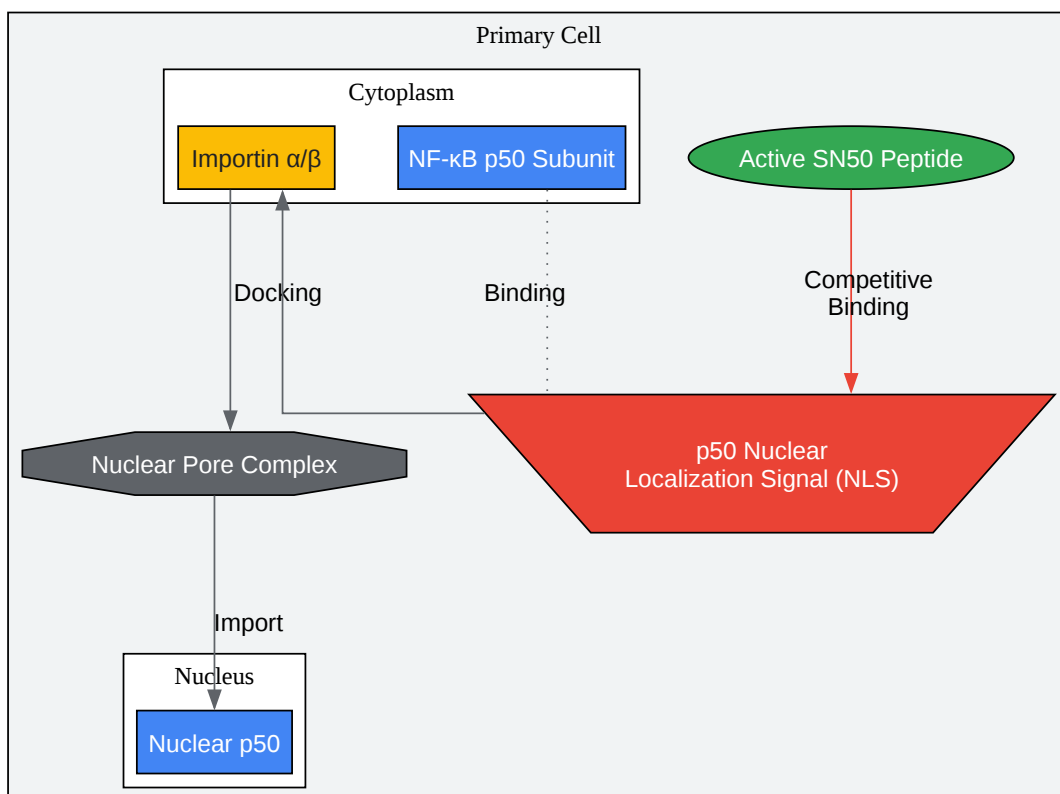 Primary Cell
Cytoplasm
Importin α/β
NF-κB p50 Subunit
Active SN50 Peptide
Docking
Binding
Competitive
Binding
p50 Nuclear
Localization Signal (NLS)
Nuclear Pore Complex
Import
Nucleus
Nuclear p50